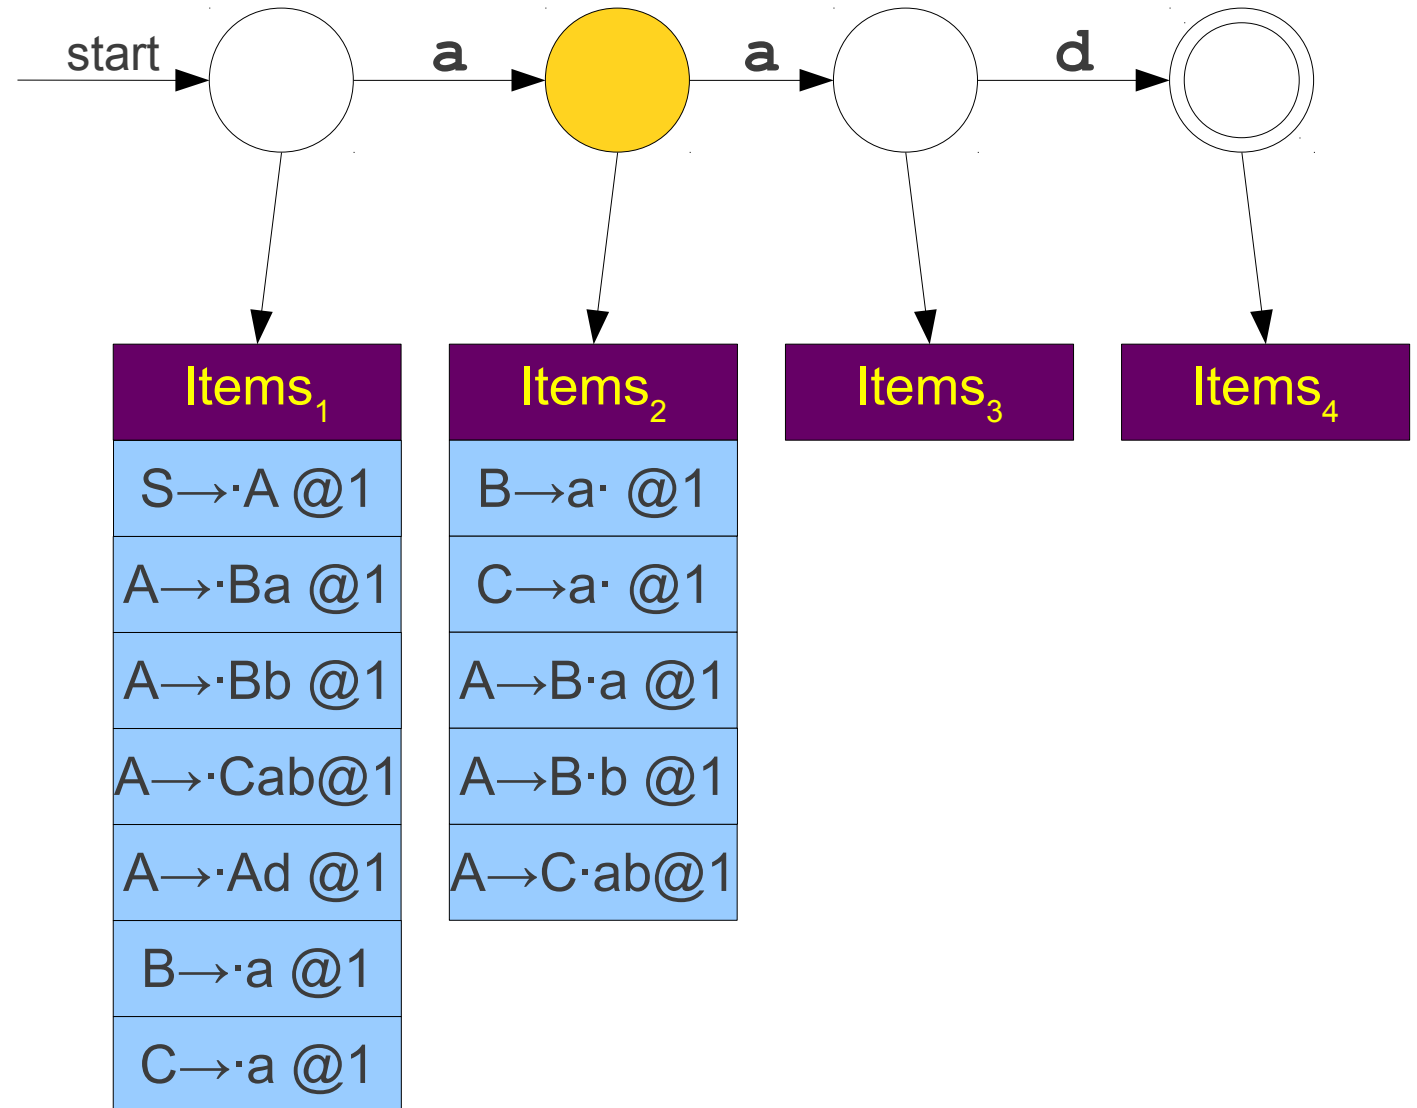 start a a d
Items1 Items2 Items3 Items4
S→·A @1 B→a· @1
A→·Ba @1 C→a· @1
A→·Bb @1 A→B·a @1
A→·Cab@1 A→B·b @1
A→·Ad @1 A→C·ab@1
B→·a @1
C→·a @1